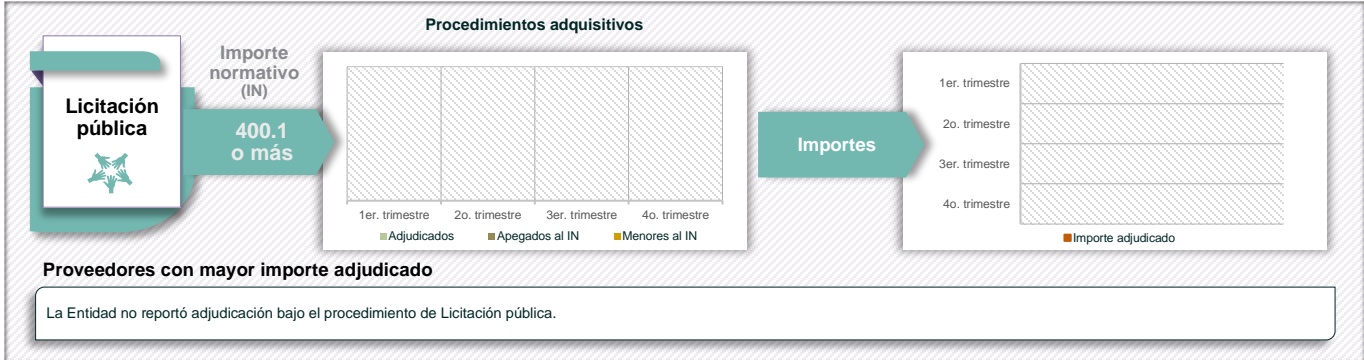 Procedimientos adquisitivos
Licitación
pública
Importe
normativo
(IN)
400.1
o más
1er. trimestre
2o. trimestre
3er. trimestre
4o. trimestre
Adjudicados
Apegados al IN
Menores al IN
Importes
1er. trimestre
2o. trimestre
3er. trimestre
4o. trimestre
Importe adjudicado
Proveedores con mayor importe adjudicado
La Entidad no reportó adjudicación bajo el procedimiento de Licitación pública.